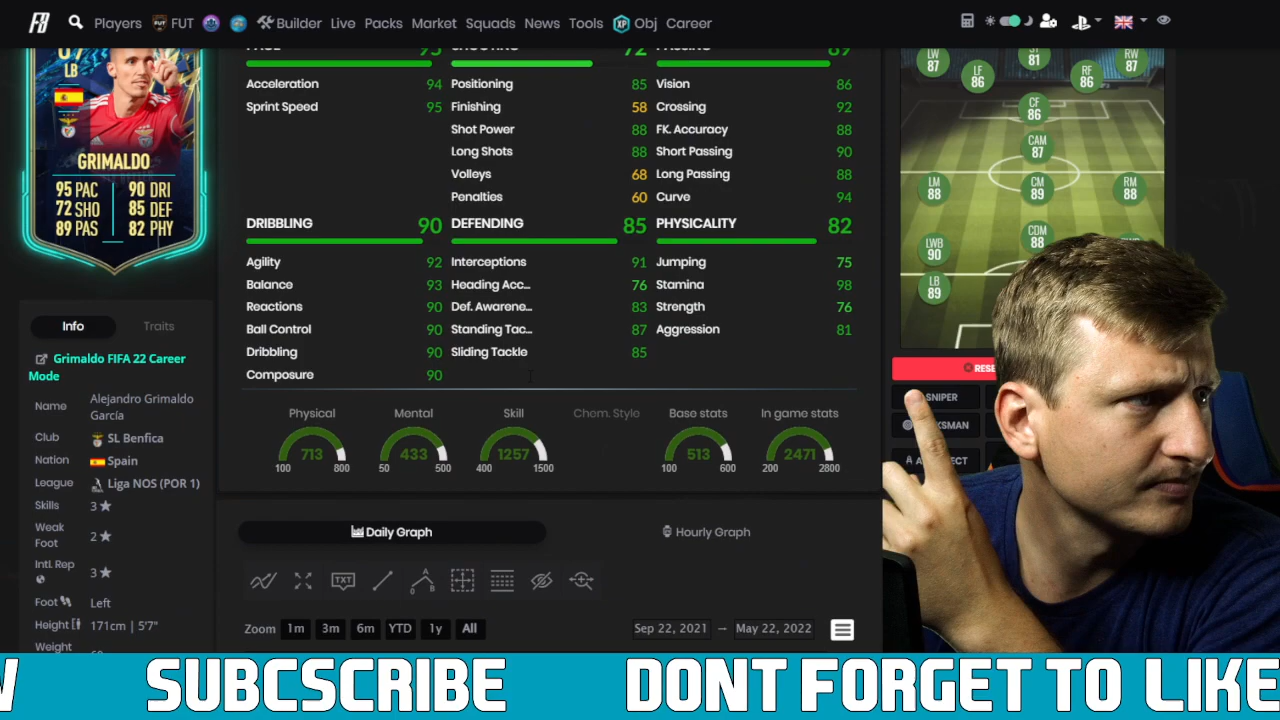 Players FUT Builder Live Packs Market Squads News Tools XP Obj Career
LB
GRIMALDO
95 PAC 90 DRI
72 SHO 85 DEF
89 PAS 82 PHY
95 72 89
Acceleration 94 Positioning 85 Vision 86
Sprint Speed 95 Finishing 58 Crossing 92
Shot Power 88 FK. Accuracy 88
Long Shots 88 Short Passing 90
Volleys 68 Long Passing 88
Penalties 60 Curve 94
DRIBBLING 90 DEFENDING 85 PHYSICALITY 82
Agility 92 Interceptions 91 Jumping 75
Balance 93 Heading Acc... 76 Stamina 98
Reactions 90 Def. Awarene... 83 Strength 76
Ball Control 90 Standing Tac... 87 Aggression 81
Dribbling 90 Sliding Tackle 85
Composure 90
Physical Mental Skill Chem. Style Base stats In game stats
713 433 1257 513 2471
100 800 50 500 400 1500 100 600 200 2800
Info Traits
Grimaldo FIFA 22 Career
Mode
Name Alejandro Grimaldo
García
Club SL Benfica
Nation Spain
League Liga NOS (POR 1)
Skills 3
Weak
Foot 2
Intl. Rep 3
Foot Left
Height 171cm | 5'7"
Weight
Daily Graph Hourly Graph
TXT
Zoom 1m 3m 6m YTD 1y All Sep 22, 2021 → May 22, 2022
LW
87
ST
81
RW
87
LF
86
RF
86
CF
86
CAM
87
LM
88
CM
89
RM
88
LWB
90
CDM
88
LB
89
RESE
SNIPER
SUBCSCRIBE DONT FORGET TO LIKE